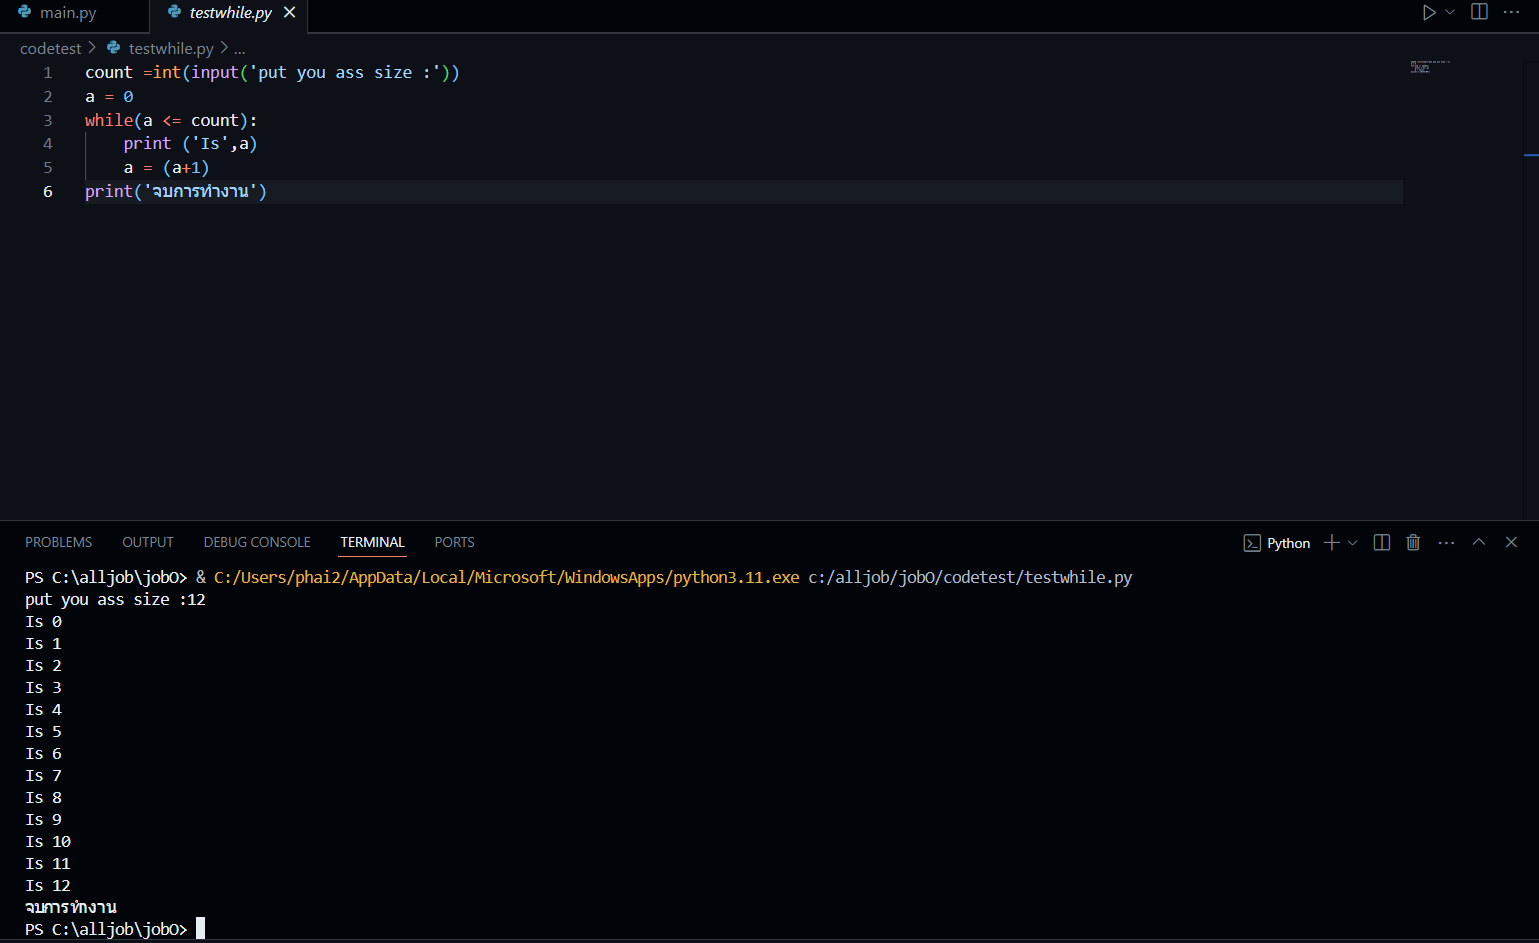 main.py testwhile.py
codetest > testwhile.py > ...
1 count =int(input('put you ass size :'))
2 a = 0
3 while(a <= count):
4     print ('Is',a)
5     a = (a+1)
6 print('จบการทำงาน')
PROBLEMS OUTPUT DEBUG CONSOLE TERMINAL PORTS Python
PS C:\alljob\jobO> & C:/Users/phai2/AppData/Local/Microsoft/WindowsApps/python3.11.exe c:/alljob/jobO/codetest/testwhile.py
put you ass size :12
Is 0
Is 1
Is 2
Is 3
Is 4
Is 5
Is 6
Is 7
Is 8
Is 9
Is 10
Is 11
Is 12
จบการทำงาน
PS C:\alljob\jobO>